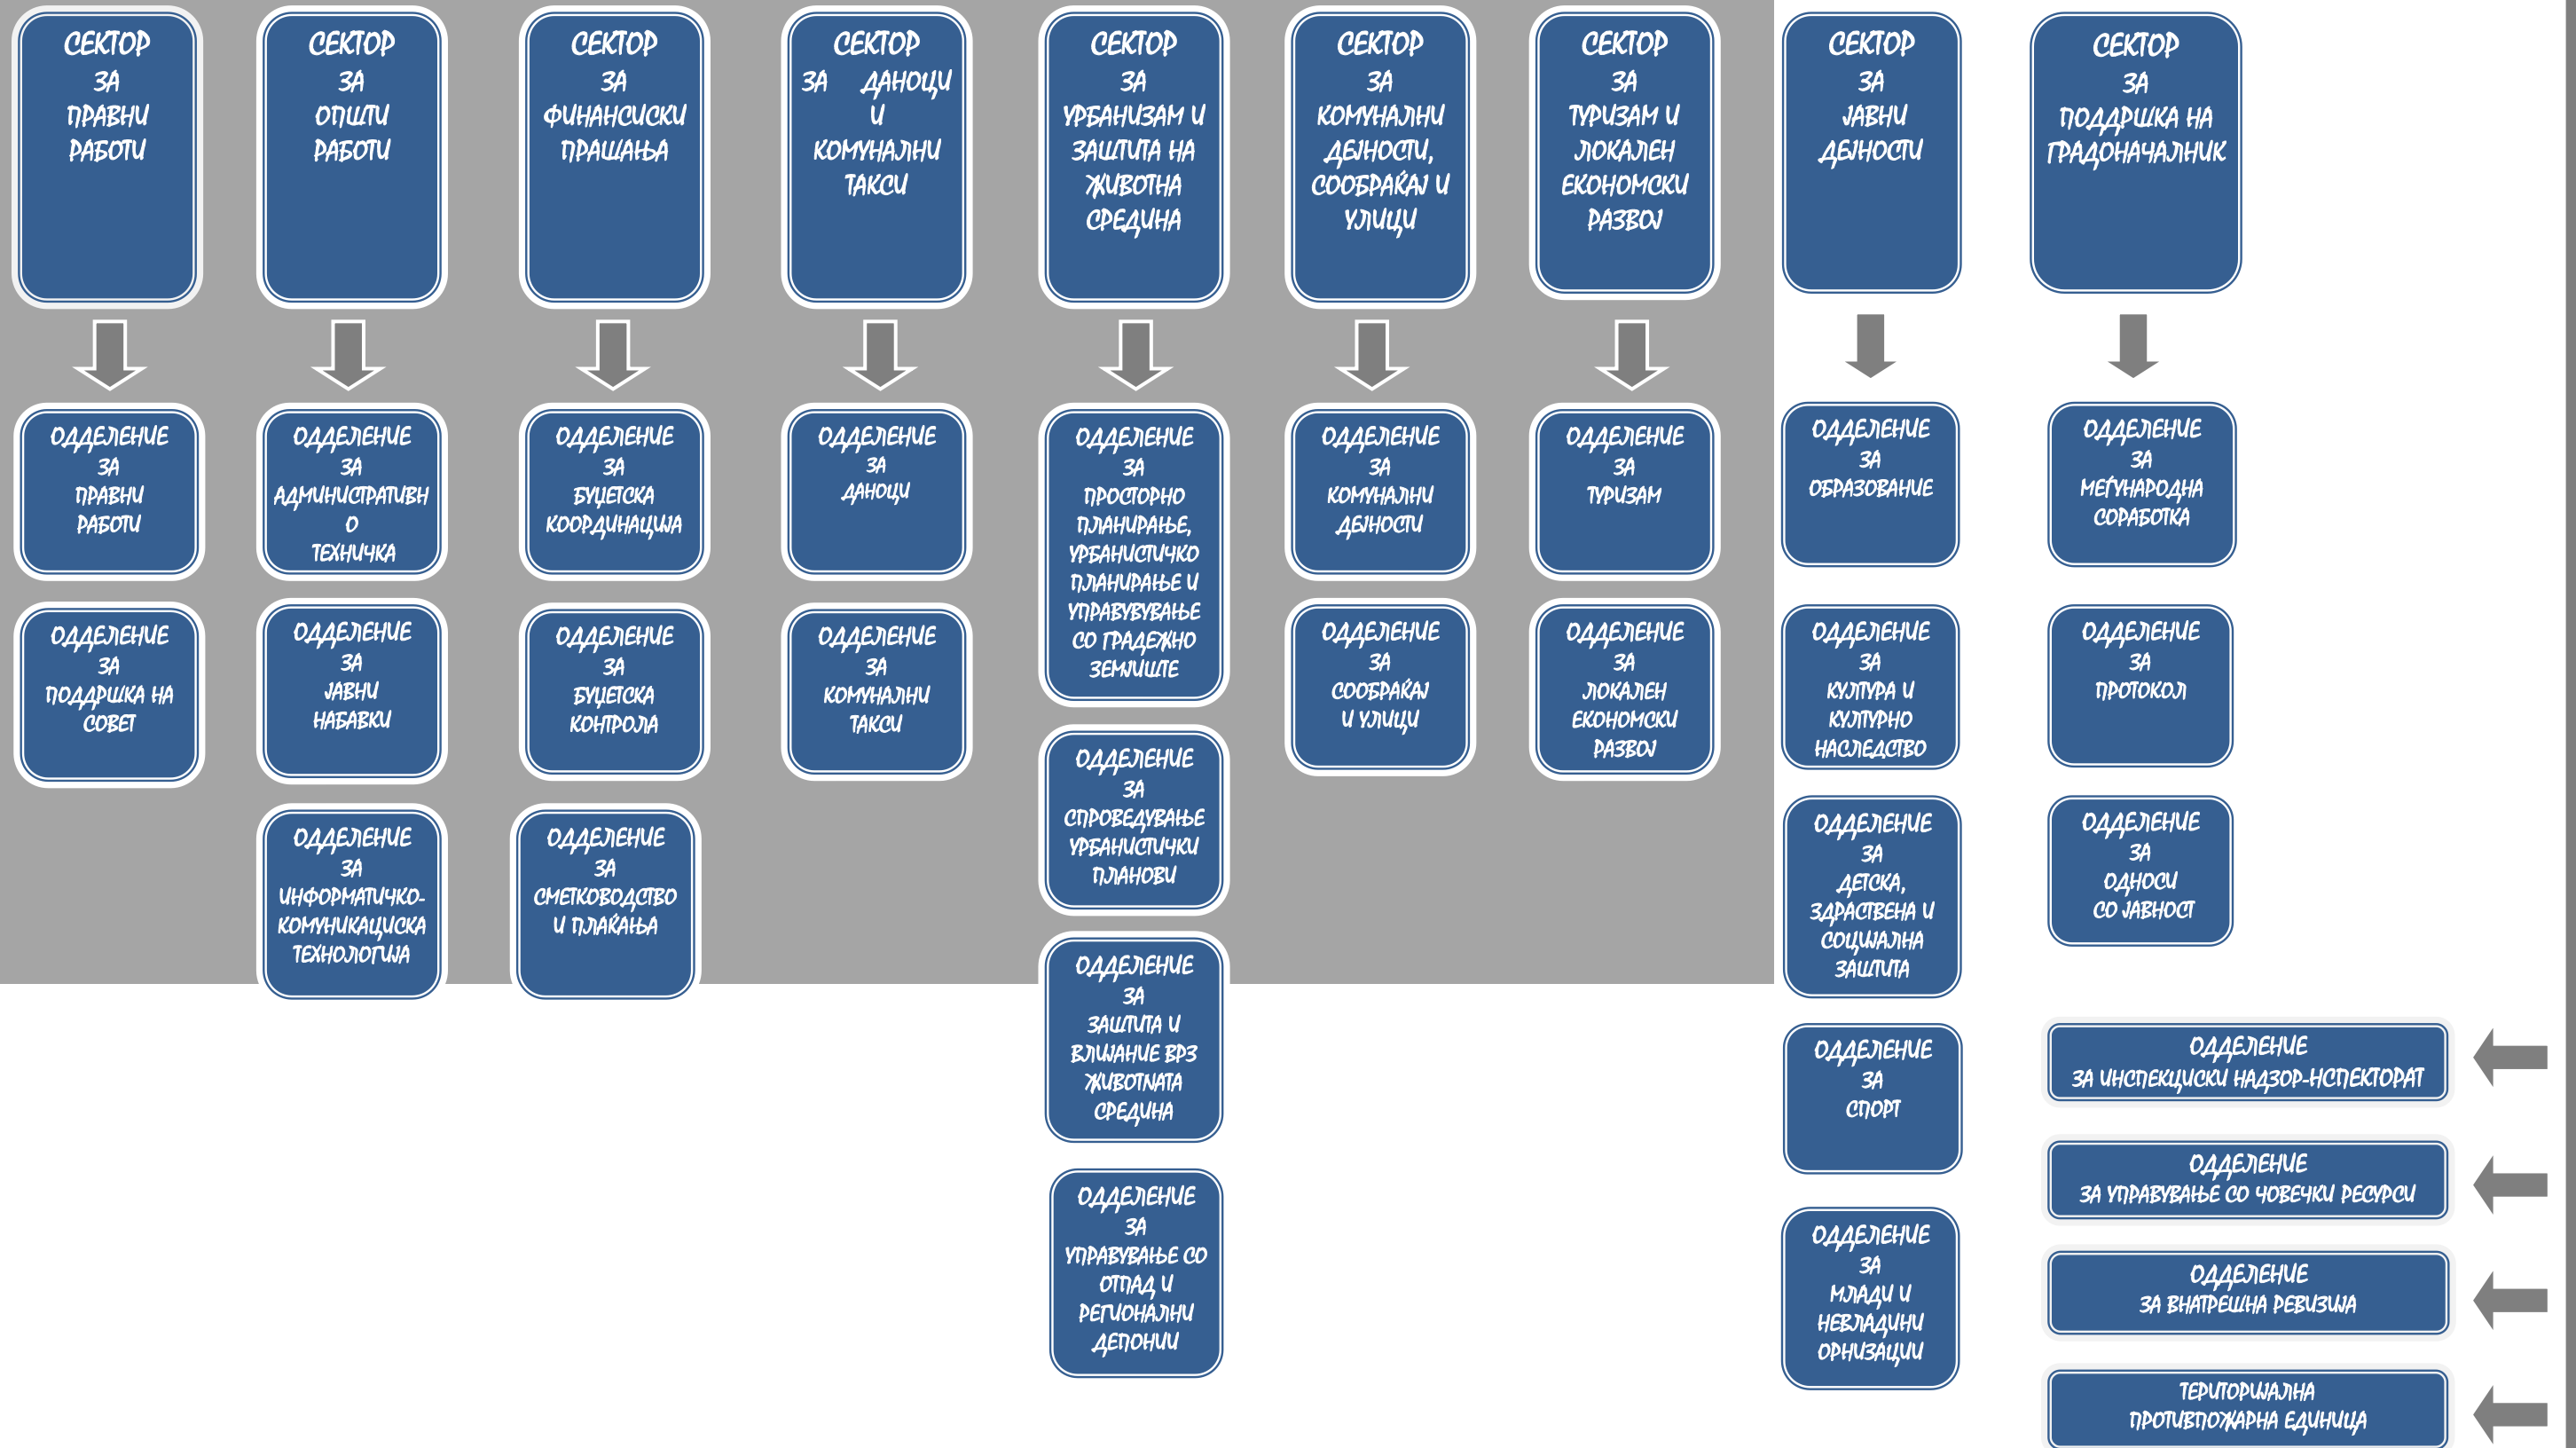 СЕКТОР
ЗА
ПРАВНИ
РАБОТИ
СЕКТОР
ЗА
ОПШТИ
РАБОТИ
СЕКТОР
ЗА
ФИНАНСИСКИ
ПРАШАЊА
СЕКТОР
ЗА ДАНОЦИ
И
КОМУНАЛНИ
ТАКСИ
СЕКТОР
ЗА
УРБАНИЗАМ И
ЗАШТИТА НА
ЖИВОТНА
СРЕДИНА
СЕКТОР
ЗА
КОМУНАЛНИ
ДЕЈНОСТИ,
СООБРАЌАЈ И
УЛИЦИ
СЕКТОР
ЗА
ТУРИЗАМ И
ЛОКАЛЕН
ЕКОНОМСКИ
РАЗВОЈ
СЕКТОР
ЗА
ЈАВНИ
ДЕЈНОСТИ
СЕКТОР
ЗА
ПОДДРШКА НА
ГРАДОНАЧАЛНИК
ОДДЕЛЕНИЕ
ЗА
ПРАВНИ
РАБОТИ
ОДДЕЛЕНИЕ
ЗА
ПОДДРШКА НА
СОВЕТ
ОДДЕЛЕНИЕ
ЗА
АДМИНИСТРАТИВН
О
ТЕХНИЧКА
ОДДЕЛЕНИЕ
ЗА
ЈАВНИ
НАБАВКИ
ОДДЕЛЕНИЕ
ЗА
ИНФОРМАТИЧКО-
КОМУНИКАЦИСКА
ТЕХНОЛОГИЈА
ОДДЕЛЕНИЕ
ЗА
БУЏЕТСКА
КООРДИНАЦИЈА
ОДДЕЛЕНИЕ
ЗА
БУЏЕТСКА
КОНТРОЛА
ОДДЕЛЕНИЕ
ЗА
СМЕТКОВОДСТВО
И ПЛАЌАЊА
ОДДЕЛЕНИЕ
ЗА
ДАНОЦИ
ОДДЕЛЕНИЕ
ЗА
КОМУНАЛНИ
ТАКСИ
ОДДЕЛЕНИЕ
ЗА
ПРОСТОРНО
ПЛАНИРАЊЕ,
УРБАНИСТИЧКО
ПЛАНИРАЊЕ И
УПРАВУВУВАЊЕ
СО ГРАДЕЖНО
ЗЕМЈИШТЕ
ОДДЕЛЕНИЕ
ЗА
СПРОВЕДУВАЊЕ
УРБАНИСТИЧКИ
ПЛАНОВИ
ОДДЕЛЕНИЕ
ЗА
ЗАШТИТА И
ВЛИЈАНИЕ ВРЗ
ЖИВОТNАТА
СРЕДИНА
ОДДЕЛЕНИЕ
ЗА
УПРАВУВАЊЕ СО
ОТПАД И
РЕГИОНАЛНИ
ДЕПОНИИ
ОДДЕЛЕНИЕ
ЗА
КОМУНАЛНИ
ДЕЈНОСТИ
ОДДЕЛЕНИЕ
ЗА
СООБРАЌАЈ
И УЛИЦИ
ОДДЕЛЕНИЕ
ЗА
ТУРИЗАМ
ОДДЕЛЕНИЕ
ЗА
ЛОКАЛЕН
ЕКОНОМСКИ
РАЗВОЈ
ОДДЕЛЕНИЕ
ЗА
ОБРАЗОВАНИЕ
ОДДЕЛЕНИЕ
ЗА
КУЛТУРА И
КУЛТУРНО
НАСЛЕДСТВО
ОДДЕЛЕНИЕ
ЗА
ДЕТСКА,
ЗДРАСТВЕНА И
СОЦИЈАЛНА
ЗАШТИТА
ОДДЕЛЕНИЕ
ЗА
СПОРТ
ОДДЕЛЕНИЕ
ЗА
МЛАДИ И
НЕВЛАДИНИ
ОРНИЗАЦИИ
ОДДЕЛЕНИЕ
ЗА
МЕЃУНАРОДНА
СОРАБОТКА
ОДДЕЛЕНИЕ
ЗА
ПРОТОКОЛ
ОДДЕЛЕНИЕ
ЗА
ОДНОСИ
СО ЈАВНОСТ
ОДДЕЛЕНИЕ
ЗА ИНСПЕКЦИСКИ НАДЗОР-НСПЕКТОРАТ
ОДДЕЛЕНИЕ
ЗА УПРАВУВАЊЕ СО ЧОВЕЧКИ РЕСУРСИ
ОДДЕЛЕНИЕ
ЗА ВНАТРЕШНА РЕВИЗИЈА
ТЕРИТОРИЈАЛНА
ПРОТИВПОЖАРНА ЕДИНИЦА